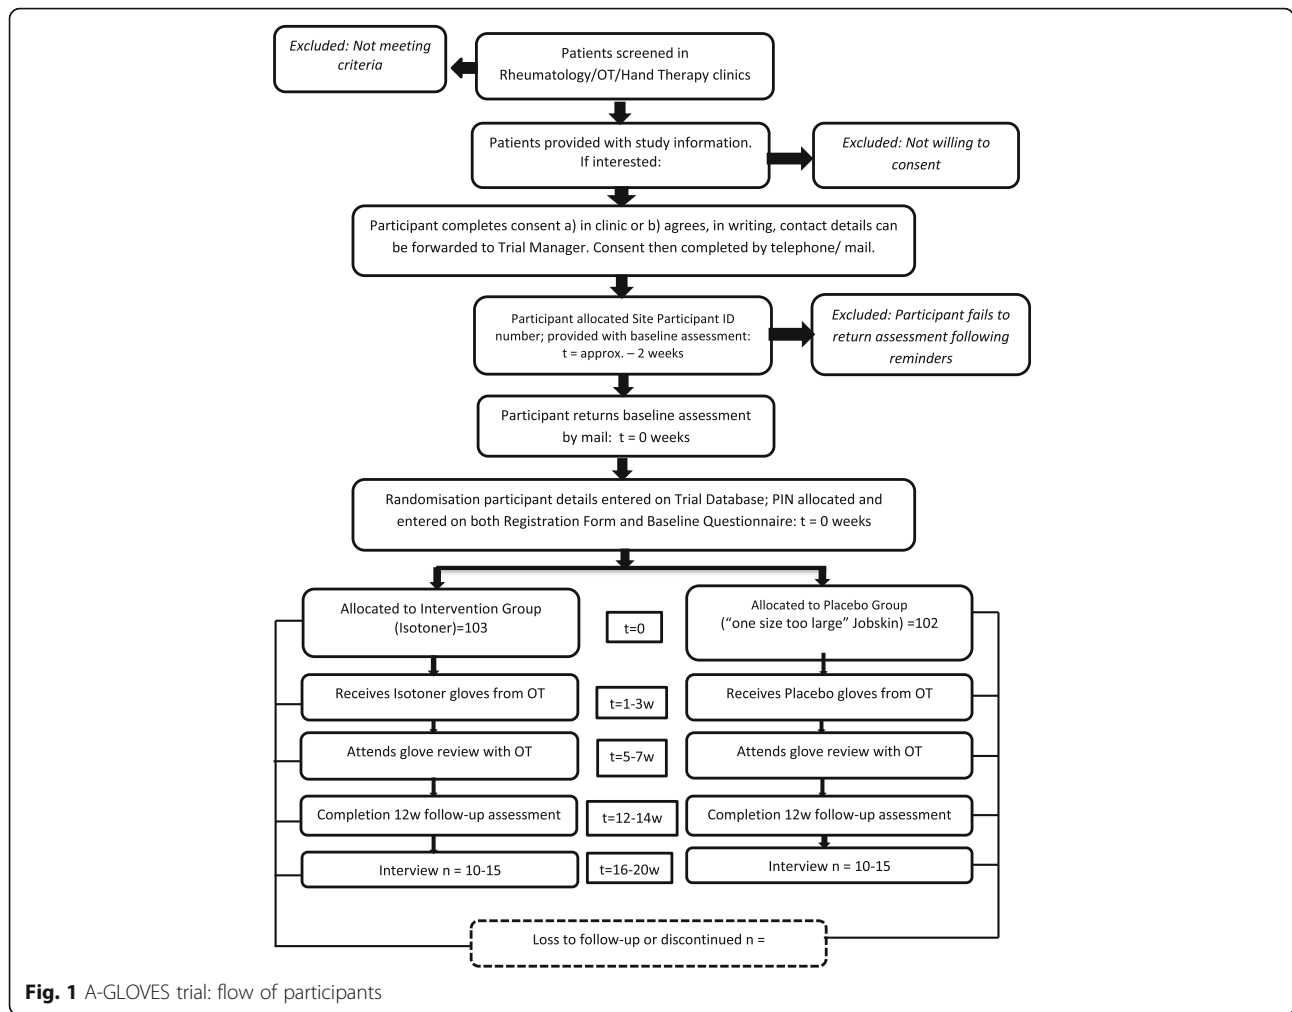 Excluded: Not meeting
criteria
Patients screened in
Rheumatology/OT/Hand Therapy clinics
Patients provided with study information.
If interested:
Excluded: Not willing to
consent
Participant completes consent a) in clinic or b) agrees, in writing, contact details can
be forwarded to Trial Manager. Consent then completed by telephone/ mail.
Participant allocated Site Participant ID
number; provided with baseline assessment:
t = approx. – 2 weeks
Excluded: Participant fails to
return assessment following
reminders
Participant returns baseline assessment
by mail:  t = 0 weeks
Randomisation participant details entered on Trial Database; PIN allocated and
entered on both Registration Form and Baseline Questionnaire: t = 0 weeks
Allocated to Intervention Group
(Isotoner)=103
t=0
Allocated to Placebo Group
(“one size too large” Jobskin) =102
Receives Isotoner gloves from OT
t=1-3w
Receives Placebo gloves from OT
Attends glove review with OT
t=5-7w
Attends glove review with OT
Completion 12w follow-up assessment
t=12-14w
Completion 12w follow-up assessment
Interview n = 10-15
t=16-20w
Interview n = 10-15
Loss to follow-up or discontinued n =
Fig. 1 A-GLOVES trial: flow of participants